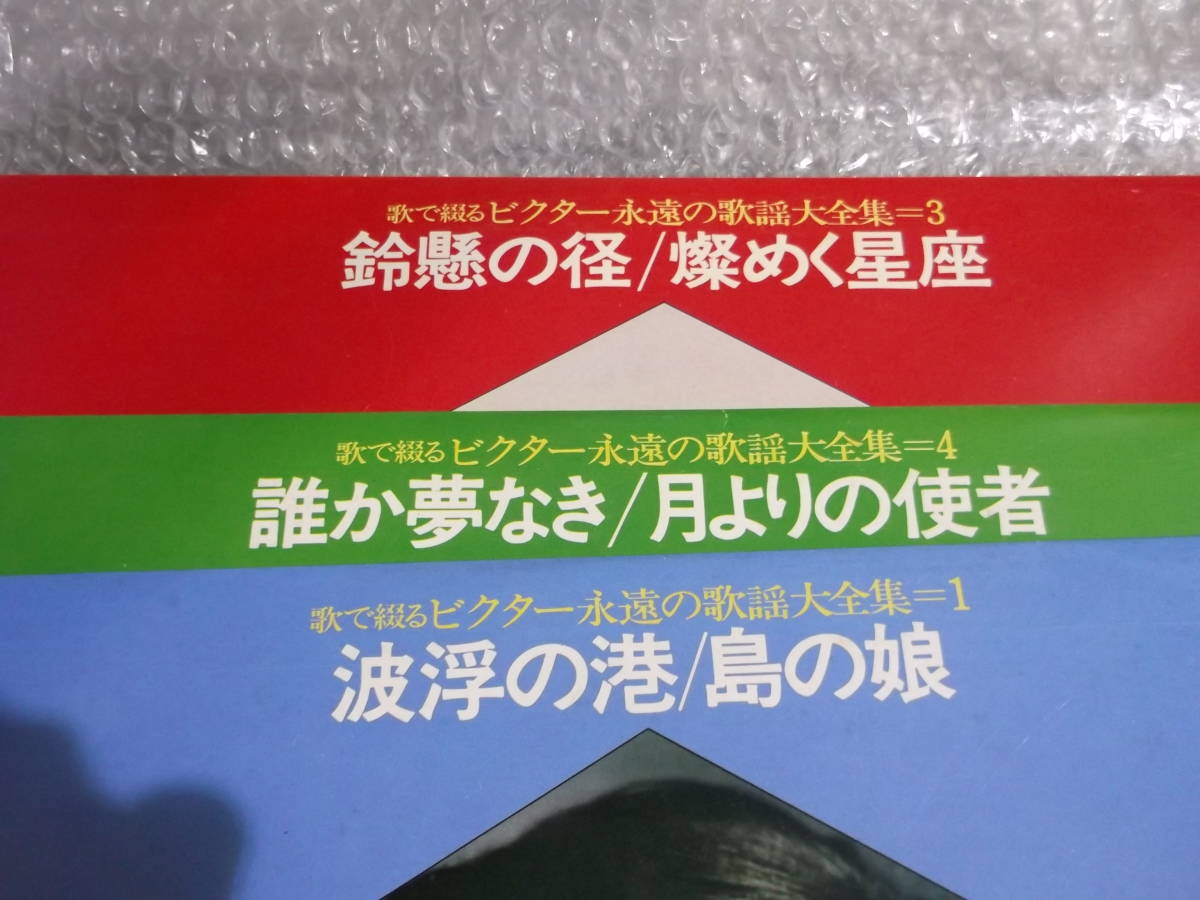 歌で綴るビクター永遠の歌謡大全集=3
鈴懸の径/燦めく星座
歌で綴るビクター永遠の歌謡大全集=4
誰か夢なき/月よりの使者
歌で綴るビクター永遠の歌謡大全集=1
波浮の港/島の娘